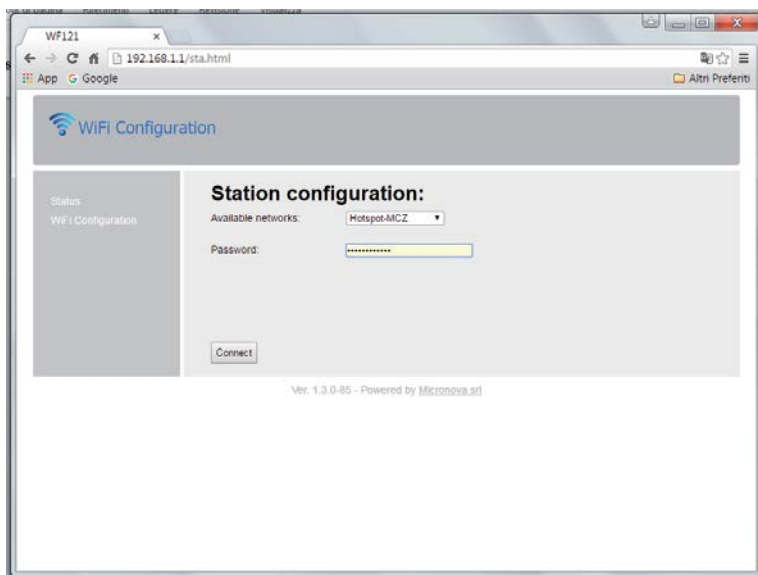 WF121
192.168.1.1/sta.html
App Google Altri Preferiti
WiFi Configuration
Status
WiFi Configuration
Station configuration:
Available networks: Hotspot-MCZ
Password: ••••••••••••
Connect
Ver. 1.3.0-85 - Powered by Micronova srl